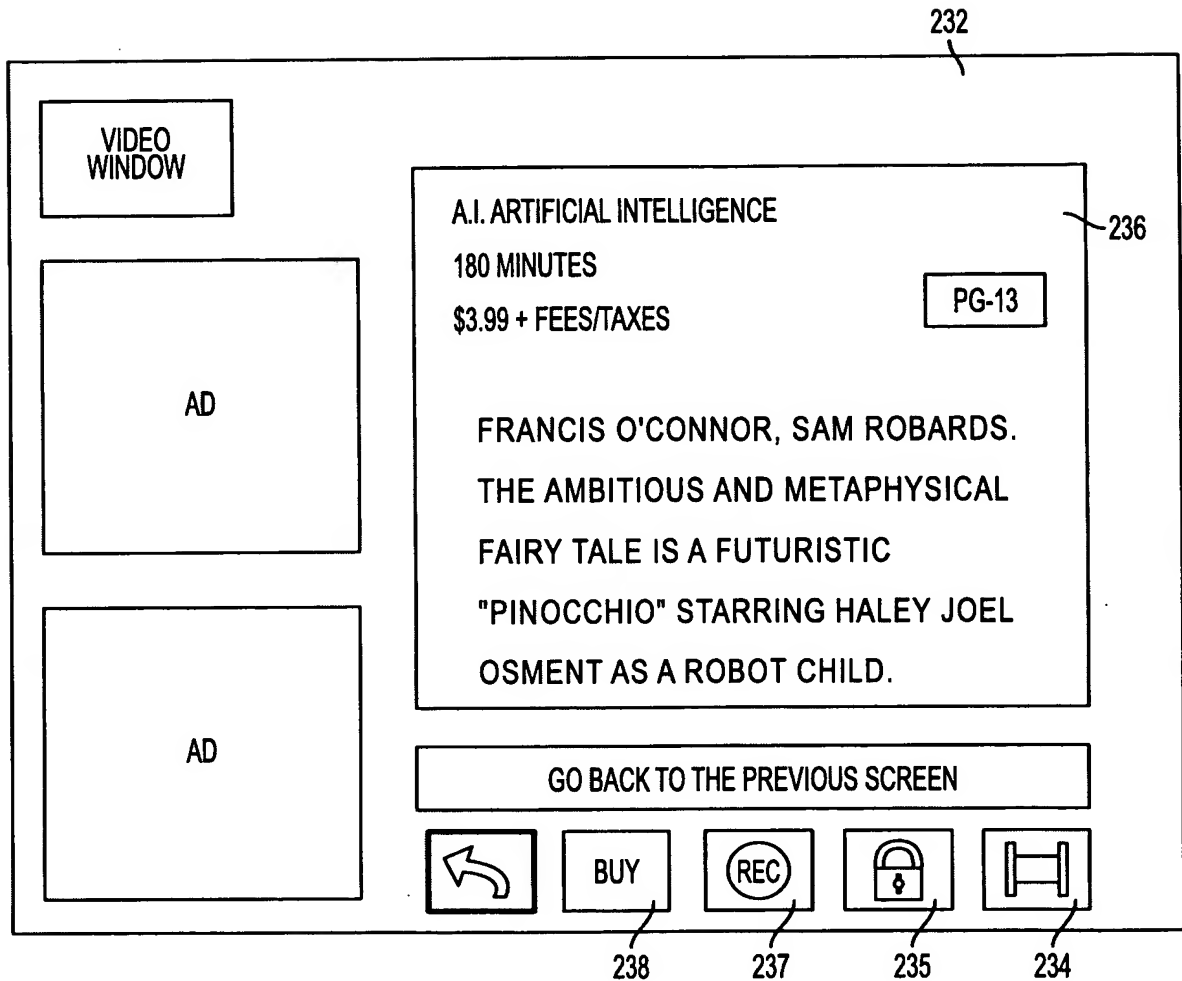 232
VIDEO
WINDOW
A.I. ARTIFICIAL INTELLIGENCE
236
180 MINUTES
PG-13
$3.99 + FEES/TAXES
AD
FRANCIS O'CONNOR, SAM ROBARDS.
THE AMBITIOUS AND METAPHYSICAL
FAIRY TALE IS A FUTURISTIC
"PINOCCHIO" STARRING HALEY JOEL
OSMENT AS A ROBOT CHILD.
AD
GO BACK TO THE PREVIOUS SCREEN
BUY
REC
238
237
235
234